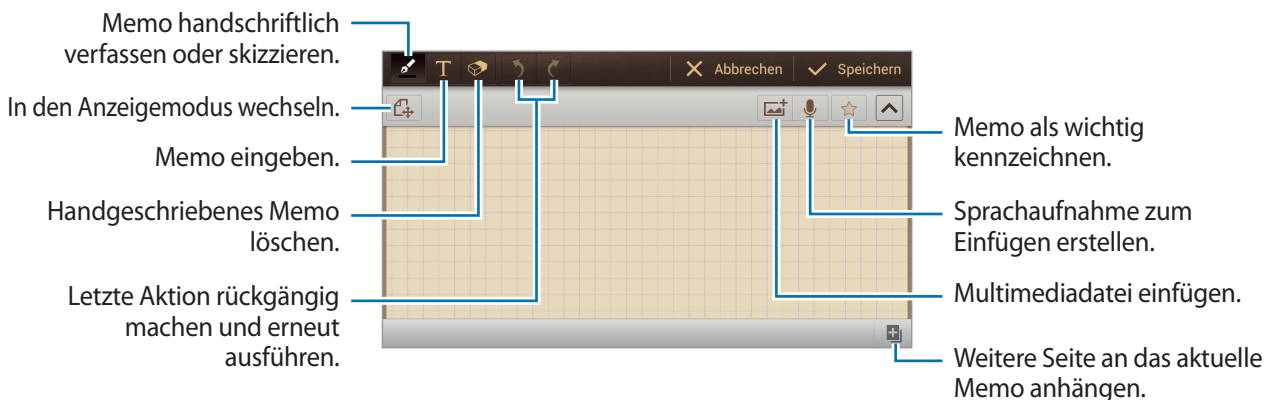 Memo handschriftlich
verfassen oder skizzieren.
In den Anzeigemodus wechseln.
Memo eingeben.
Handgeschriebenes Memo
löschen.
Letzte Aktion rückgängig
machen und erneut
ausführen.
T
Abbrechen
Speichern
Memo als wichtig
kennzeichnen.
Sprachaufnahme zum
Einfügen erstellen.
Multimediadatei einfügen.
Weitere Seite an das aktuelle
Memo anhängen.